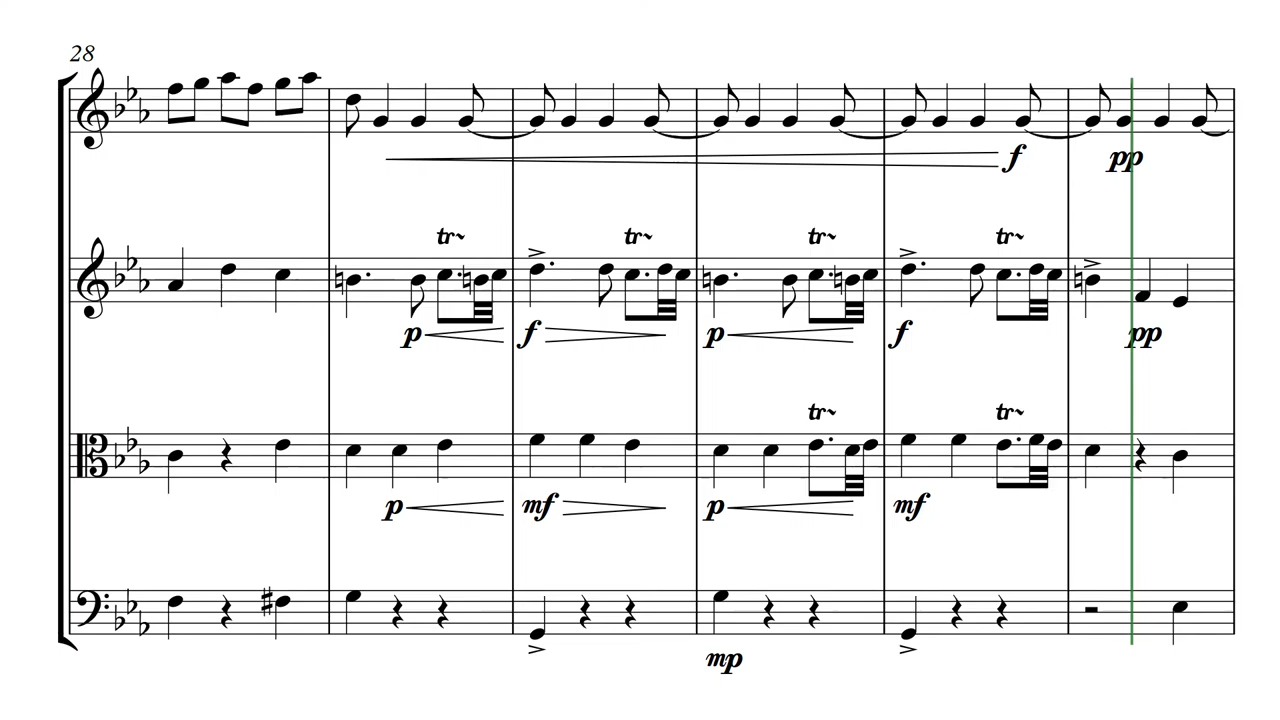 28
f pp
tr tr tr tr
p f p f pp
tr tr
p mf p mf
mp